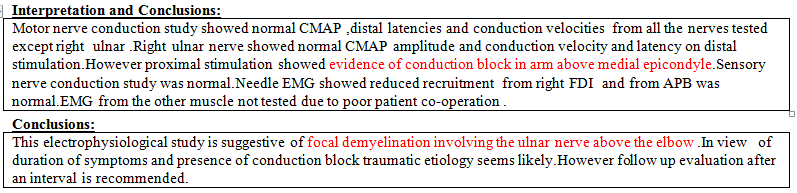 Interpretation and Conclusions:
Motor nerve conduction study showed normal CMAP ,distal latencies and conduction velocities from all the nerves tested
except right ulnar .Right ulnar nerve showed normal CMAP amplitude and conduction velocity and latency on distal
stimulation.However proximal stimulation showed evidence of conduction block in arm above medial epicondyle.Sensory
nerve conduction study was normal.Needle EMG showed reduced recruitment from right FDI and from APB was
normal.EMG from the other muscle not tested due to poor patient co-operation .
Conclusions:
This electrophysiological study is suggestive of focal demyelination involving the ulnar nerve above the elbow .In view of
duration of symptoms and presence of conduction block traumatic etiology seems likely.However follow up evaluation after
an interval is recommended.